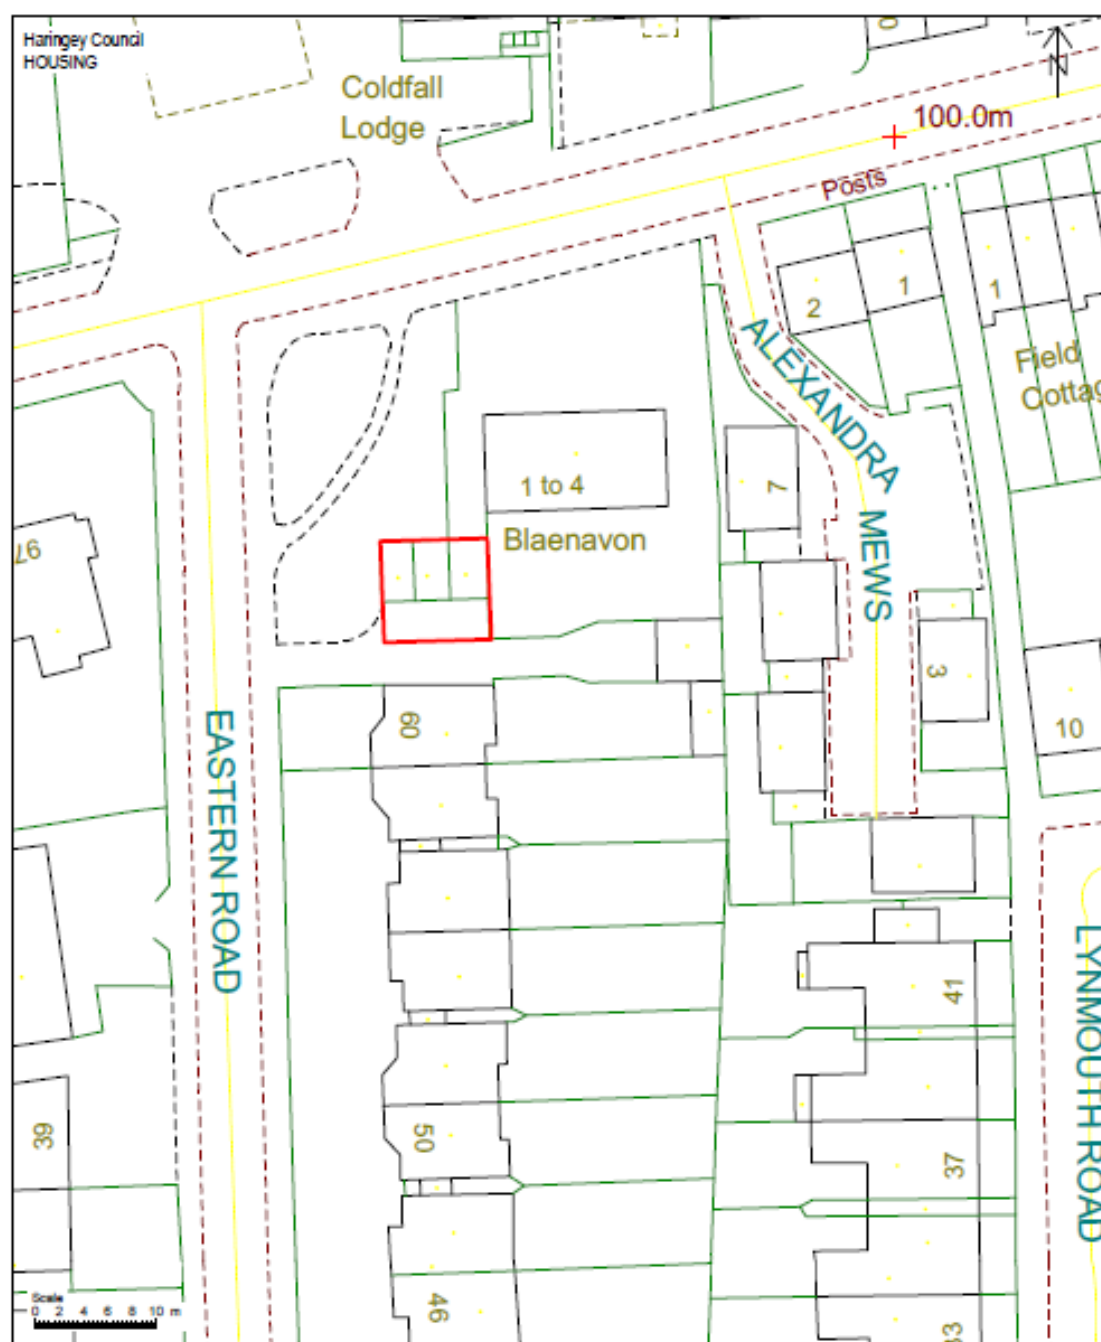 Haringey Council
HOUSING
Coldfall
Lodge
N
100.0m
Posts
2
1
1
ALEXANDRA MEWS
Field
1 to 4
7
Blaenavon
97
3
60
10
EASTERN ROAD
41
LYNMOUTH ROAD
39
50
37
46
Scale
0 2 4 6 8 10 m